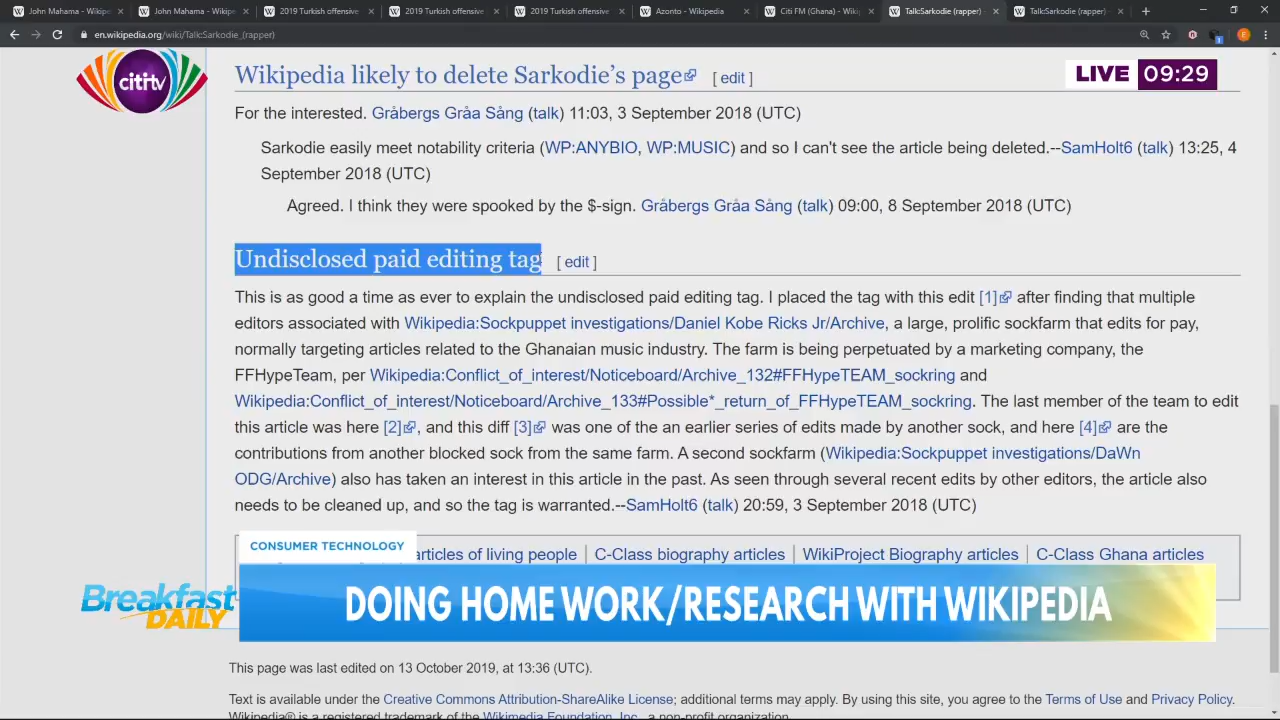 John Mahama - Wikipe
John Mahama - Wikipe
2019 Turkish offensive
2019 Turkish offensive
2019 Turkish offensive
Azonto - Wikipedia
Citi FM (Ghana) - Wiki
Talk:Sarkodie (rapper)
Talk:Sarkodie (rapper)
en.wikipedia.org/wiki/Talk:Sarkodie_(rapper)
citi tv
Wikipedia likely to delete Sarkodie's page [ edit ]
LIVE 09:29
For the interested. Gråbergs Gråa Sång (talk) 11:03, 3 September 2018 (UTC)
Sarkodie easily meet notability criteria (WP:ANYBIO, WP:MUSIC) and so I can't see the article being deleted.--SamHolt6 (talk) 13:25, 4
September 2018 (UTC)
Agreed. I think they were spooked by the $-sign. Gråbergs Gråa Sång (talk) 09:00, 8 September 2018 (UTC)
Undisclosed paid editing tag [ edit ]
This is as good a time as ever to explain the undisclosed paid editing tag. I placed the tag with this edit [1] after finding that multiple
editors associated with Wikipedia:Sockpuppet investigations/Daniel Kobe Ricks Jr/Archive, a large, prolific sockfarm that edits for pay,
normally targeting articles related to the Ghanaian music industry. The farm is being perpetuated by a marketing company, the
FFHypeTeam, per Wikipedia:Conflict_of_interest/Noticeboard/Archive_132#FFHypeTEAM_sockring and
Wikipedia:Conflict_of_interest/Noticeboard/Archive_133#Possible*_return_of_FFHypeTEAM_sockring. The last member of the team to edit
this article was here [2], and this diff [3] was one of the an earlier series of edits made by another sock, and here [4] are the
contributions from another blocked sock from the same farm. A second sockfarm (Wikipedia:Sockpuppet investigations/DaWn
ODG/Archive) also has taken an interest in this article in the past. As seen through several recent edits by other editors, the article also
needs to be cleaned up, and so the tag is warranted.--SamHolt6 (talk) 20:59, 3 September 2018 (UTC)
CONSUMER TECHNOLOGY
articles of living people | C-Class biography articles | WikiProject Biography articles | C-Class Ghana articles
Breakfast
DAILY
DOING HOME WORK/RESEARCH WITH WIKIPEDIA
This page was last edited on 13 October 2019, at 13:36 (UTC).
Text is available under the Creative Commons Attribution-ShareAlike License; additional terms may apply. By using this site, you agree to the Terms of Use and Privacy Policy.
Wikipedia® is a registered trademark of the Wikimedia Foundation, Inc., a non-profit organization.